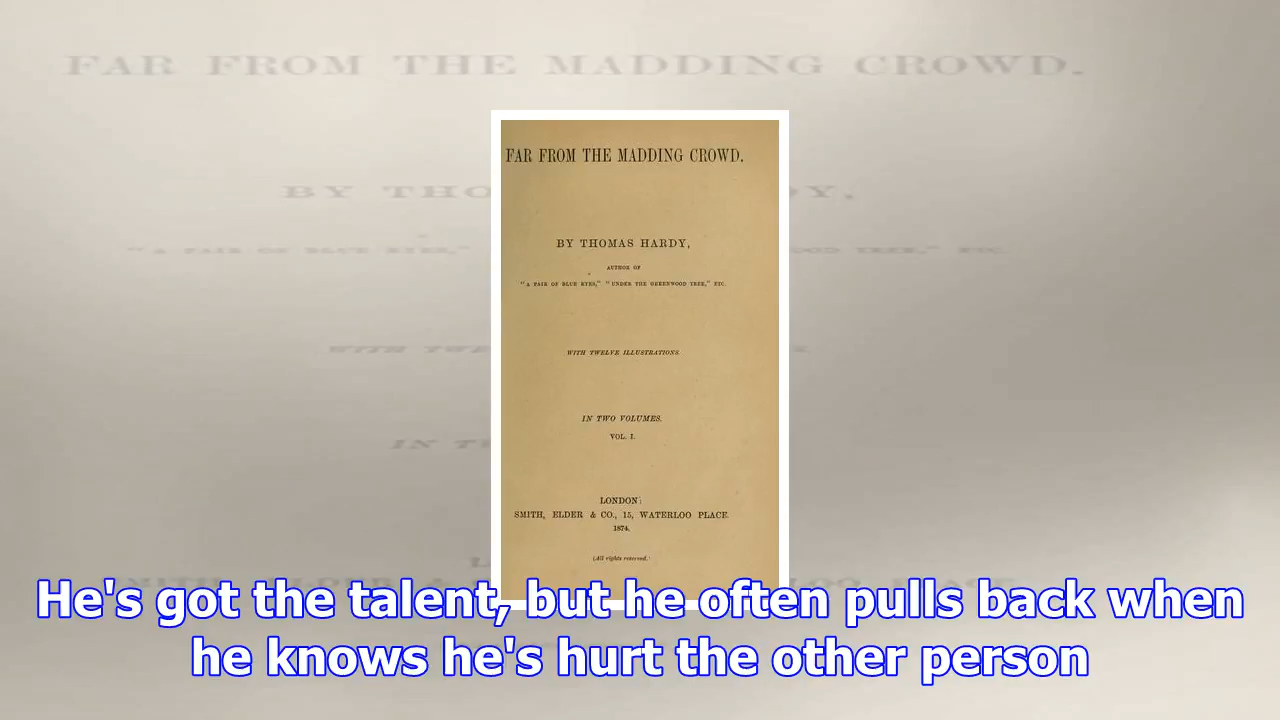 FAR FROM THE MADDING CROWD.
FAR FROM THE MADDING CROWD.
BY THOMAS HARDY,
AUTHOR OF
"A PAIR OF BLUE EYES," "UNDER THE GREENWOOD TREE," ETC.
WITH TWELVE ILLUSTRATIONS.
IN TWO VOLUMES.
VOL. I.
LONDON:
SMITH, ELDER & CO., 15, WATERLOO PLACE.
1874.
(All rights reserved.)
He's got the talent, but he often pulls back when
he knows he's hurt the other person